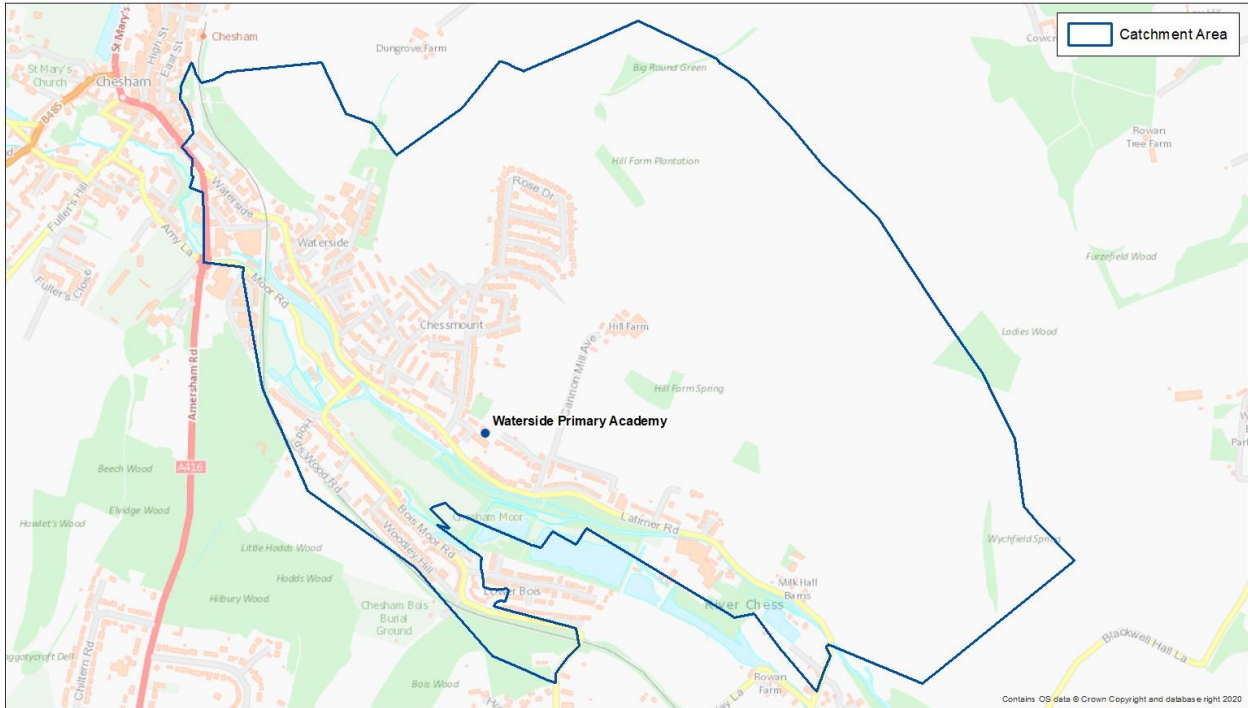 Catchment Area
St Mary's
High St
East St
Chesham
Dungrove Farm
Big Round Green
St Mary's
Church
Chesham
B485
Rowan
Tree Farm
Hill Farm Plantation
Rose Dr
Fuller's Hill
Waterside
Amy La
Waterside
Furzefield Wood
Fuller's Close
Moor Rd
Chessmount
Hill Farm
Ladies Wood
Cannon Mill Ave
Amersham Rd
Hill Farm Spring
Waterside Primary Academy
Hod's Wood Rd
A416
Beech Wood
Elvidge Wood
Howlet's Wood
Bois Moor Rd
Chesham Moor
Latimer Rd
Woodley Hill
Little Hodds Wood
Wychfield Spring
Hodds Wood
Milk Hall
Barns
Hilbury Wood
Lower Bois
River Chess
Chesham Bois
Burial
Ground
Blackwell Hall La
Chiltern Rd
Bois Wood
Rowan
Farm
Contains OS data © Crown Copyright and database right 2020